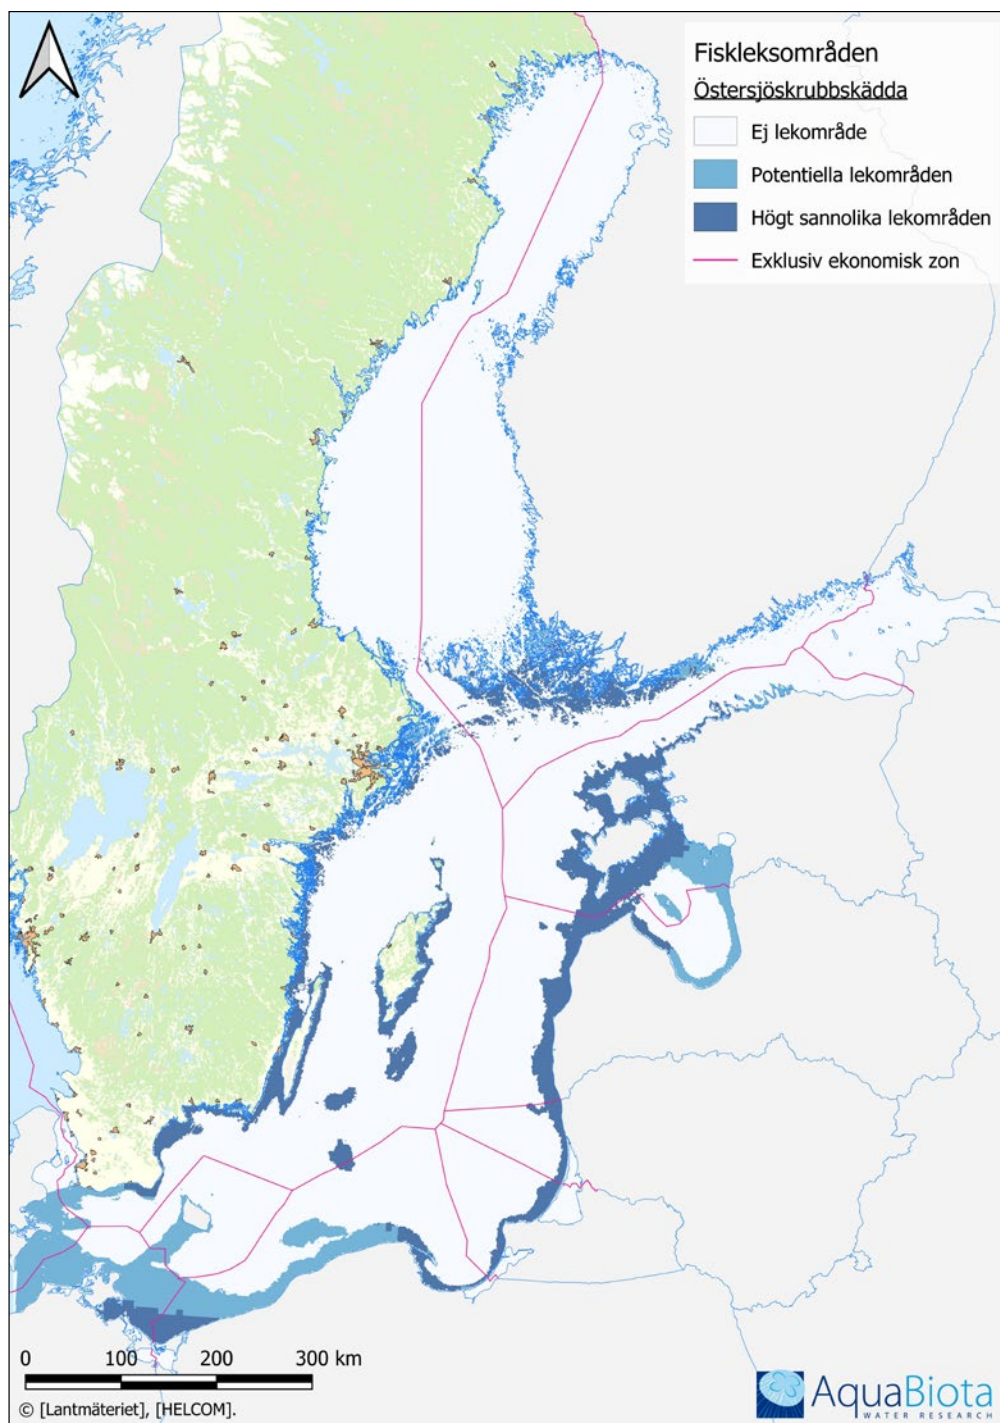 Fiskleksområden
Östersjöskrubbskädda
Ej lekområde
Potentiella lekområden
Högt sannolika lekområden
Exklusiv ekonomisk zon
0 100 200 300 km
© [Lantmäteriet], [HELCOM].
AquaBiota
WATER RESEARCH